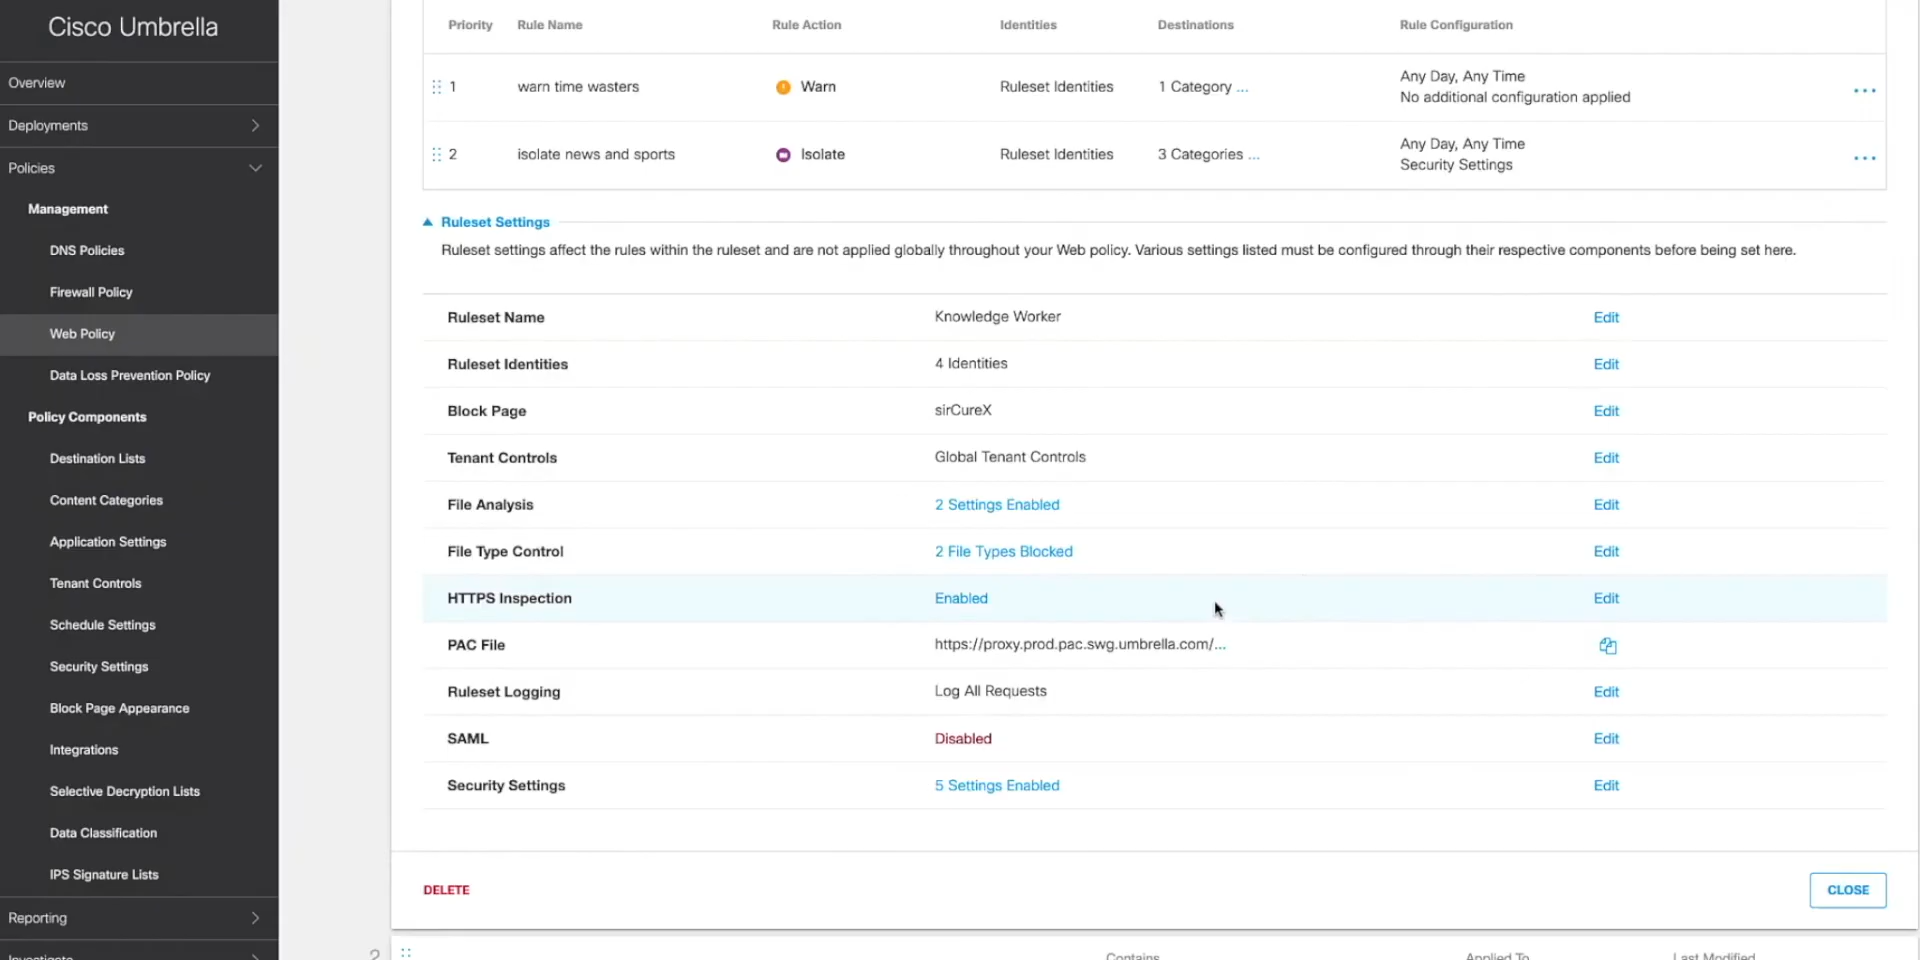 Cisco Umbrella
Overview
Deployments
Policies
Management
DNS Policies
Firewall Policy
Web Policy
Data Loss Prevention Policy
Policy Components
Destination Lists
Content Categories
Application Settings
Tenant Controls
Schedule Settings
Security Settings
Block Page Appearance
Integrations
Selective Decryption Lists
Data Classification
IPS Signature Lists
Reporting
Investigate
Priority Rule Name Rule Action Identities Destinations Rule Configuration
1 warn time wasters Warn Ruleset Identities 1 Category ... Any Day, Any Time
No additional configuration applied
2 isolate news and sports Isolate Ruleset Identities 3 Categories ... Any Day, Any Time
Security Settings
Ruleset Settings
Ruleset settings affect the rules within the ruleset and are not applied globally throughout your Web policy. Various settings listed must be configured through their respective components before being set here.
Ruleset Name Knowledge Worker Edit
Ruleset Identities 4 Identities Edit
Block Page sirCureX Edit
Tenant Controls Global Tenant Controls Edit
File Analysis 2 Settings Enabled Edit
File Type Control 2 File Types Blocked Edit
HTTPS Inspection Enabled Edit
PAC File https://proxy.prod.pac.swg.umbrella.com/...
Ruleset Logging Log All Requests Edit
SAML Disabled Edit
Security Settings 5 Settings Enabled Edit
DELETE CLOSE
2 Contains Applied To Last Modified